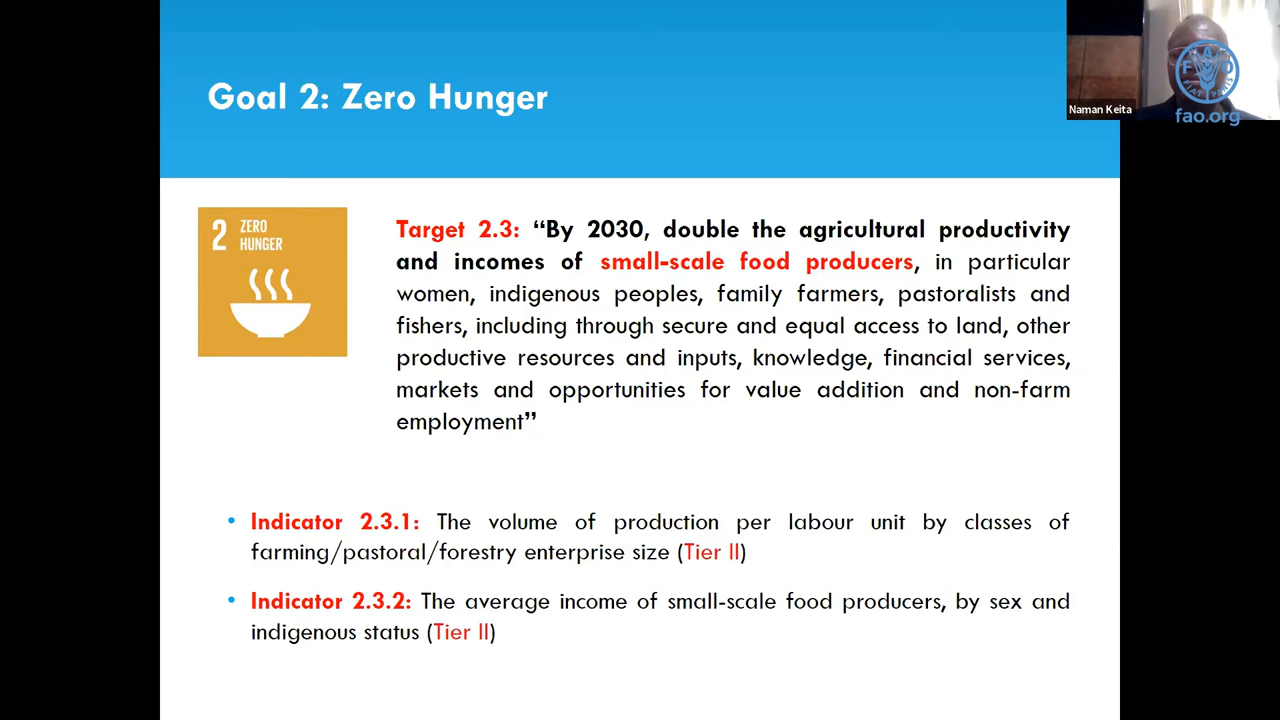 Goal 2: Zero Hunger
Naman Keita
FAO
FIAT PANIS
fao.org
2 ZERO
HUNGER
Target 2.3: “By 2030, double the agricultural productivity
and incomes of small-scale food producers, in particular
women, indigenous peoples, family farmers, pastoralists and
fishers, including through secure and equal access to land, other
productive resources and inputs, knowledge, financial services,
markets and opportunities for value addition and non-farm
employment”
• Indicator 2.3.1: The volume of production per labour unit by classes of
farming/pastoral/forestry enterprise size (Tier II)
• Indicator 2.3.2: The average income of small-scale food producers, by sex and
indigenous status (Tier II)